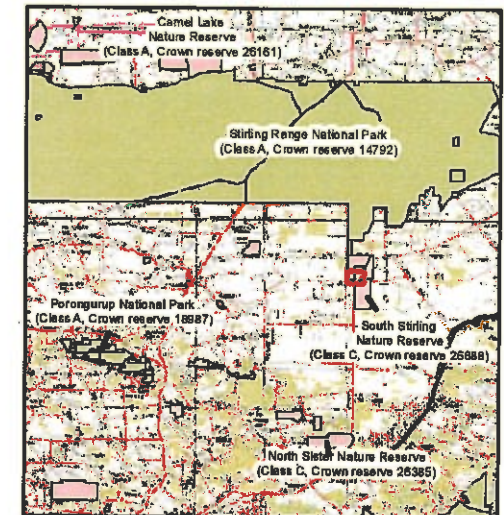 Camel Lake
Nature Reserve
(Class A, Crown reserve 26161)
Stirling Range National Park
(Class A, Crown reserve 14792)
Porongurup National Park
(Class A, Crown reserve 18987)
South Stirling
Nature Reserve
(Class C, Crown reserve 26688)
North Sister Nature Reserve
(Class C, Crown reserve 26385)